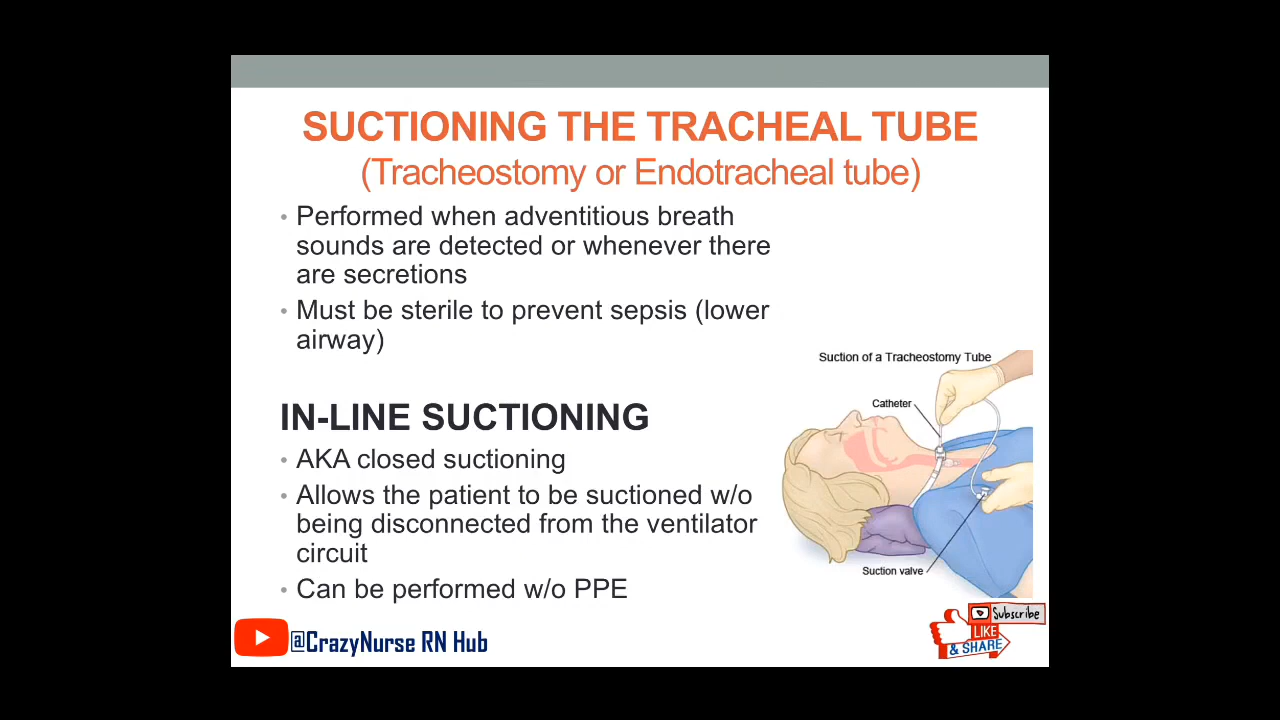 SUCTIONING THE TRACHEAL TUBE
(Tracheostomy or Endotracheal tube)
• Performed when adventitious breath
sounds are detected or whenever there
are secretions
• Must be sterile to prevent sepsis (lower
airway)
IN-LINE SUCTIONING
• AKA closed suctioning
• Allows the patient to be suctioned w/o
being disconnected from the ventilator
circuit
• Can be performed w/o PPE
Suction of a Tracheostomy Tube
Catheter
Suction valve
@CrazyNurse RN Hub
Subscribe
LIKE
& SHARE